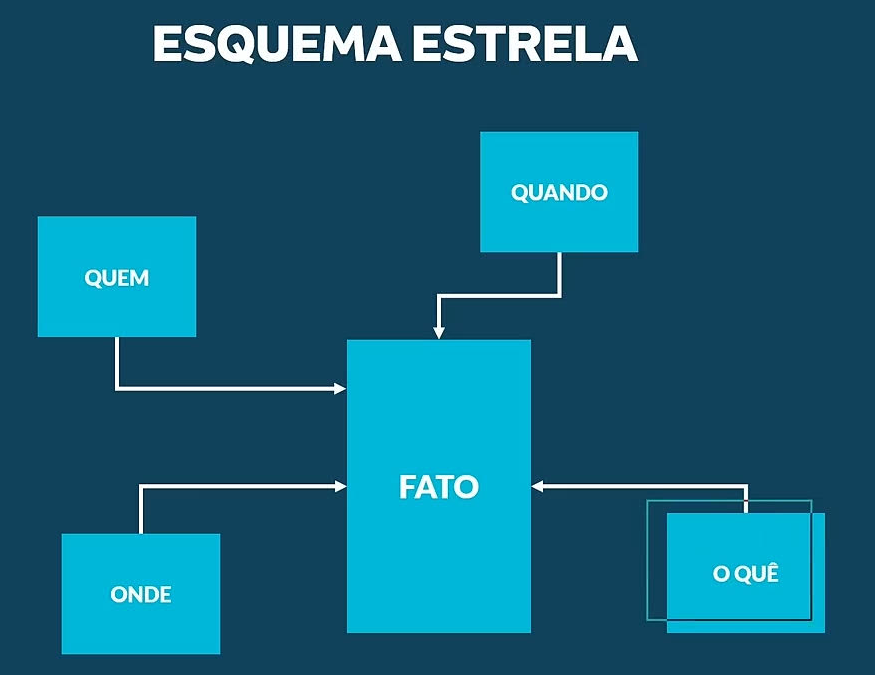 ESQUEMA ESTRELA
QUANDO
QUEM
FATO
O QUÊ
ONDE